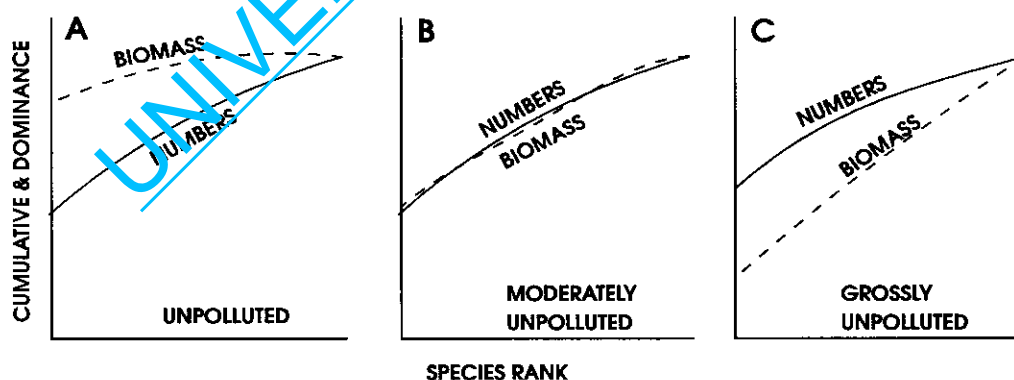 A
BIOMASS
NUMBERS
UNPOLLUTED
B
NUMBERS
BIOMASS
MODERATELY
UNPOLLUTED
C
NUMBERS
BIOMASS
GROSSLY
UNPOLLUTED
CUMULATIVE & DOMINANCE
SPECIES RANK